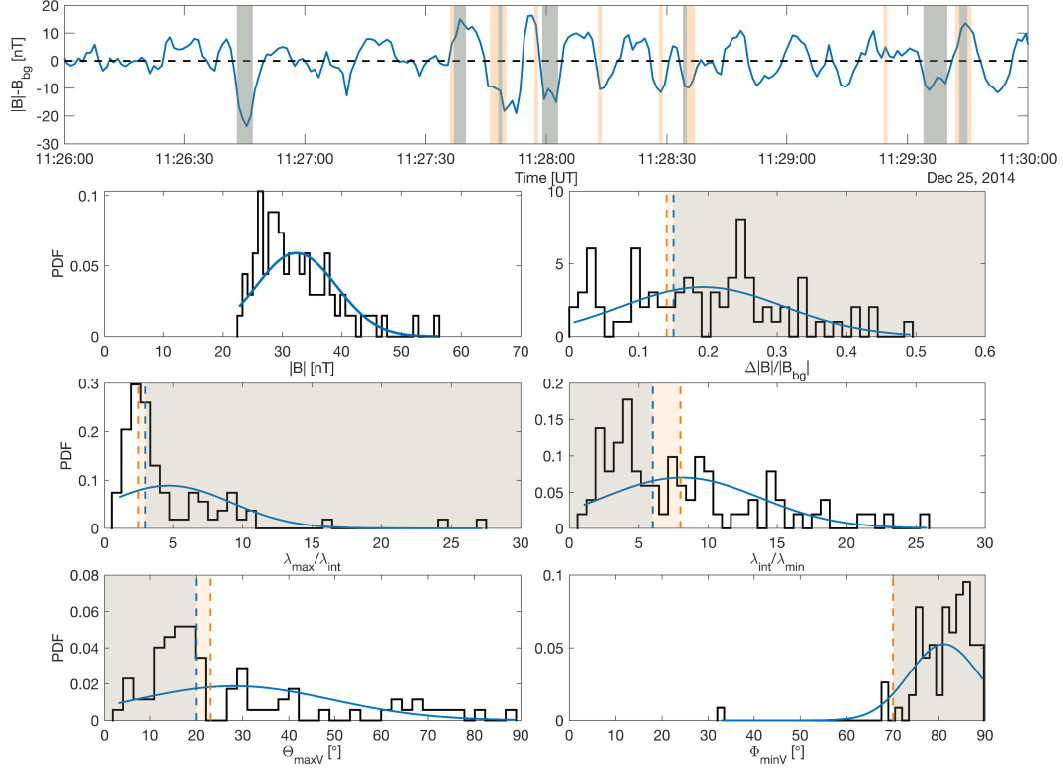 |B|-B_bg [nT]
20
10
0
-10
-20
-30
11:26:00 11:26:30 11:27:00 11:27:30 11:28:00 11:28:30 11:29:00 11:29:30 11:30:00
Time [UT]
Dec 25, 2014
PDF
0.1
0.05
0
0 10 20 30 40 50 60 70
|B| [nT]
10
5
0
0 0.1 0.2 0.3 0.4 0.5 0.6
Δ|B|/|B_bg|
PDF
0.3
0.2
0.1
0
0 5 10 15 20 25 30
λ_max/λ_int
0.2
0.15
0.1
0.05
0
0 5 10 15 20 25 30
λ_int/λ_min
PDF
0.08
0.06
0.04
0.02
0
0 10 20 30 40 50 60 70 80 90
Θ_maxV [°]
0.1
0.05
0
0 10 20 30 40 50 60 70 80 90
Φ_minV [°]